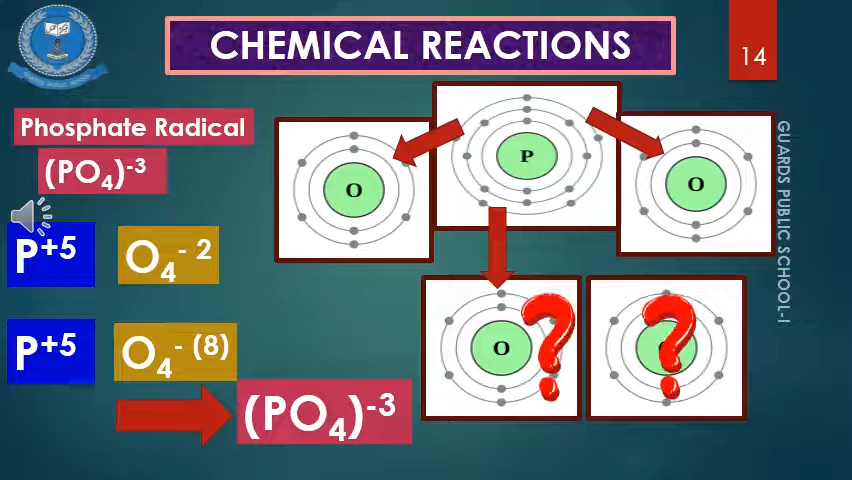 CHEMICAL REACTIONS
14
Phosphate Radical
(PO₄)⁻³
P⁺⁵ O₄⁻ ²
P⁺⁵ O₄⁻ ⁽⁸⁾
(PO₄)⁻³
O
P
O
O
?
?
GUARDS PUBLIC SCHOOL-I